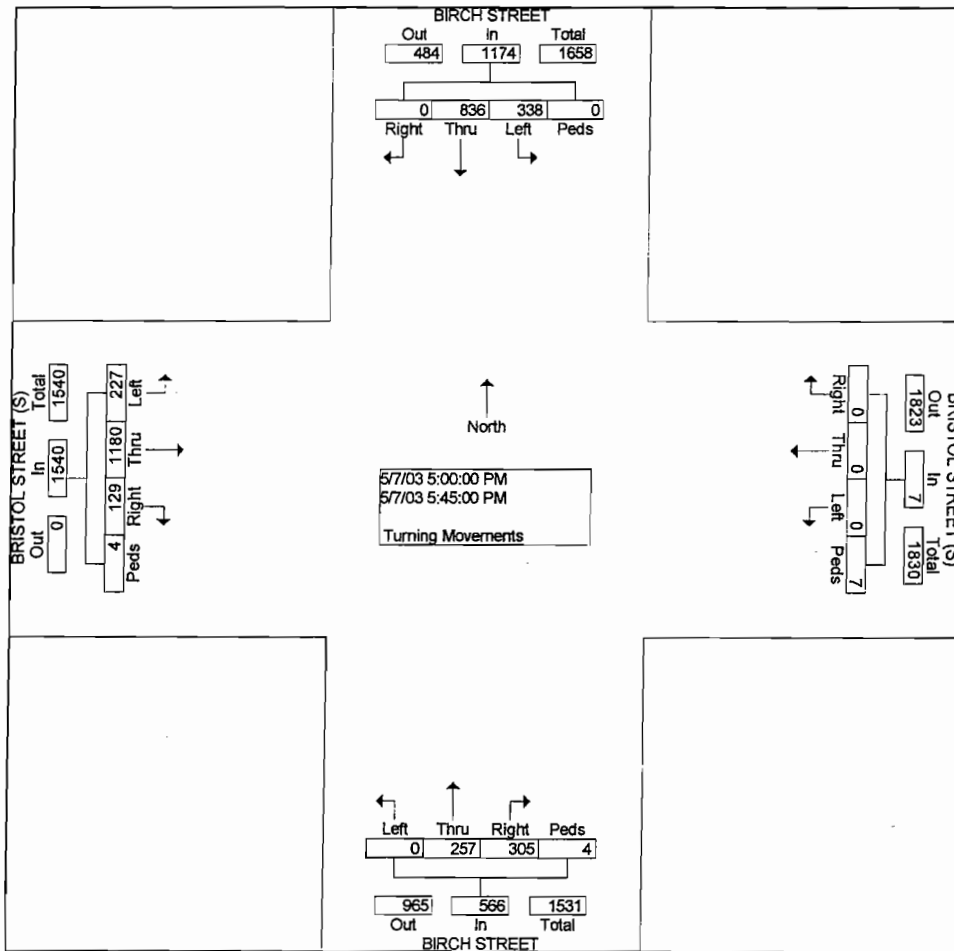 BIRCH STREET
Out In Total
484 1174 1658
0 836 338 0
Right Thru Left Peds
BRISTOL STREET (S)
Out In Total
0 1540 1540
227 1180 129 4
Left Thru Right Peds
North
5/7/03 5:00:00 PM
5/7/03 5:45:00 PM
Turning Movements
Right Thru Left Peds
0 0 0 7
1823 7 1830
Out In Total
BRISTOL STREET (S)
Left Thru Right Peds
0 257 305 4
965 566 1531
Out In Total
BIRCH STREET